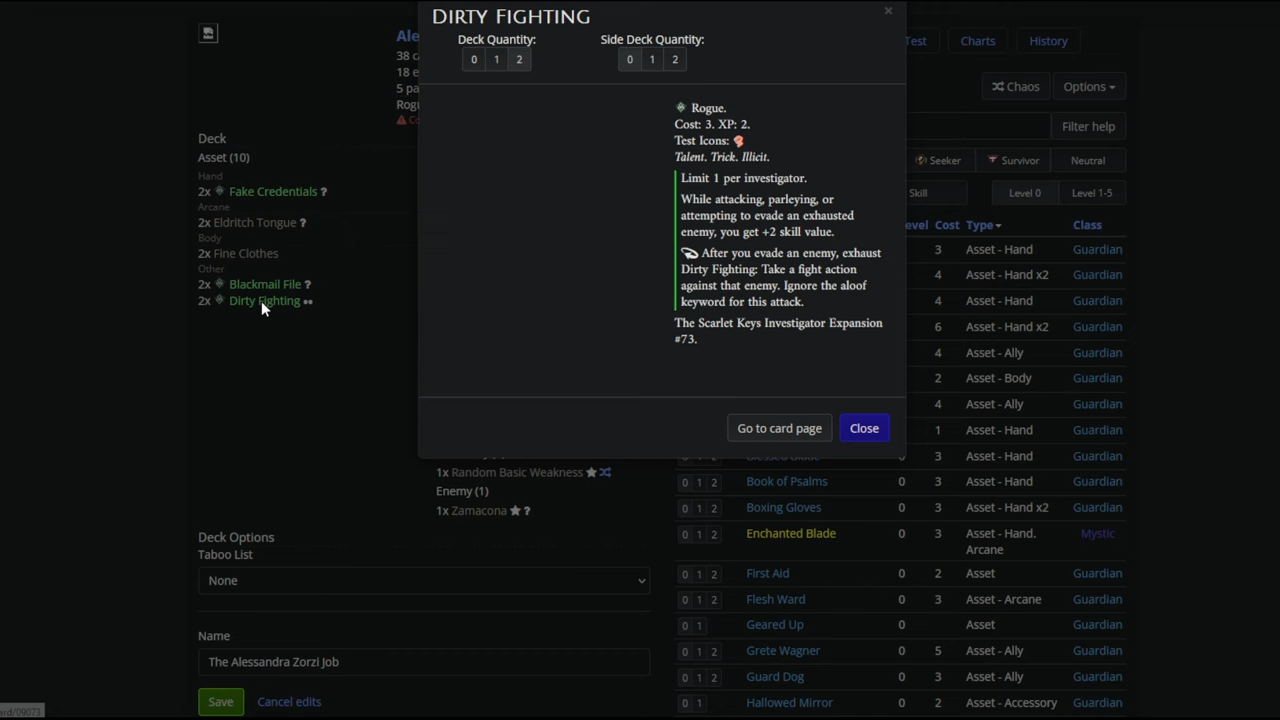 DIRTY FIGHTING
×
Deck Quantity:
0 1 2
Side Deck Quantity:
0 1 2
Rogue.
Cost: 3. XP: 2.
Test Icons:
Talent. Trick. Illicit.
Limit 1 per investigator.
While attacking, parleying, or
attempting to evade an exhausted
enemy, you get +2 skill value.
After you evade an enemy, exhaust
Dirty Fighting: Take a fight action
against that enemy. Ignore the aloof
keyword for this attack.
The Scarlet Keys Investigator Expansion
#73.
Go to card page
Close
Ale
38 c
18 e
5 pa
Rog
Deck
Asset (10)
Hand
2x Fake Credentials ?
Arcane
2x Eldritch Tongue ?
Body
2x Fine Clothes
Other
2x Blackmail File ?
2x Dirty Fighting ••
1x Random Basic Weakness
Enemy (1)
1x Zamacona ?
Deck Options
Taboo List
None
Name
The Alessandra Zorzi Job
Save
Cancel edits
ard/09073
Test
Charts
History
Chaos
Options
Filter help
Seeker
Survivor
Neutral
Skill
Level 0
Level 1-5
evel Cost Type Class
3 Asset - Hand Guardian
4 Asset - Hand x2 Guardian
4 Asset - Hand Guardian
6 Asset - Hand x2 Guardian
4 Asset - Ally Guardian
2 Asset - Body Guardian
4 Asset - Ally Guardian
1 Asset - Hand Guardian
0 1 2 Blessed Blade 0 3 Asset - Hand Guardian
0 1 2 Book of Psalms 0 3 Asset - Hand Guardian
0 1 2 Boxing Gloves 0 3 Asset - Hand x2 Guardian
0 1 2 Enchanted Blade 0 3 Asset - Hand. Mystic
Arcane
0 1 2 First Aid 0 2 Asset Guardian
0 1 2 Flesh Ward 0 3 Asset - Arcane Guardian
0 1 Geared Up 0 Asset Guardian
0 1 2 Grete Wagner 0 5 Asset - Ally Guardian
0 1 2 Guard Dog 0 3 Asset - Ally Guardian
0 1 Hallowed Mirror 0 2 Asset - Accessory Guardian